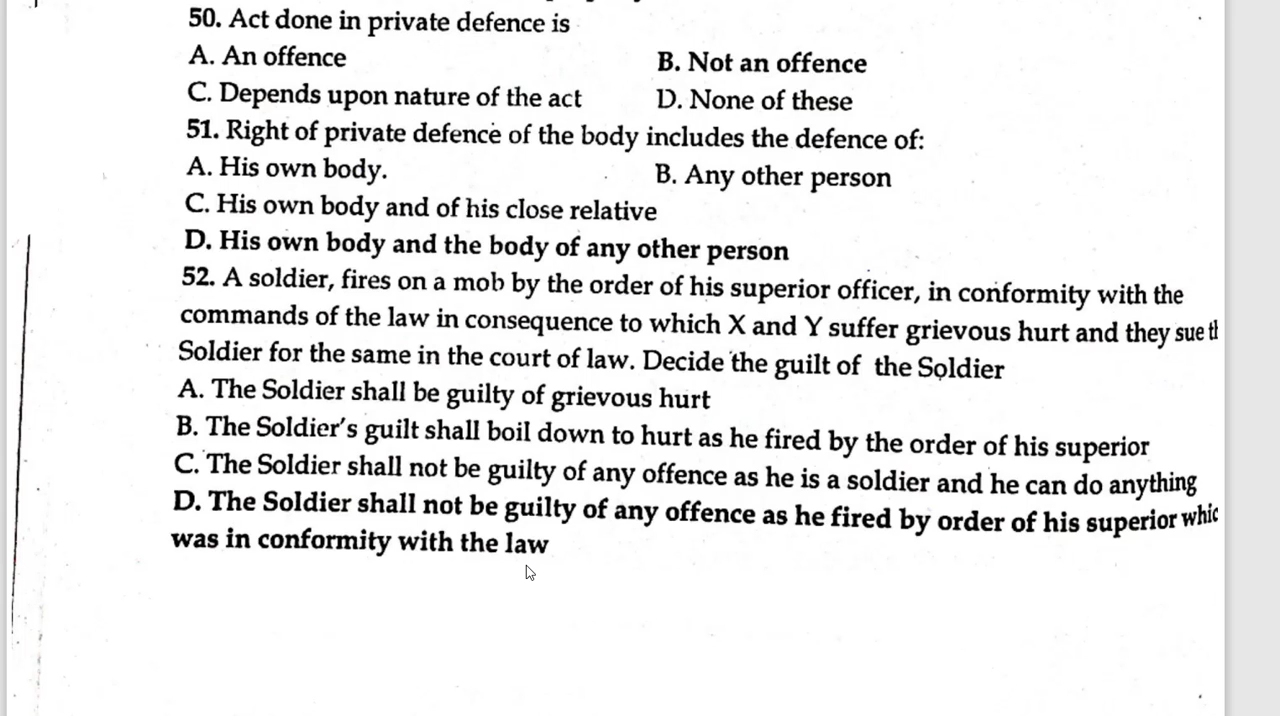 50. Act done in private defence is
A. An offence B. Not an offence
C. Depends upon nature of the act D. None of these
51. Right of private defence of the body includes the defence of:
A. His own body. B. Any other person
C. His own body and of his close relative
D. His own body and the body of any other person
52. A soldier, fires on a mob by the order of his superior officer, in conformity with the
commands of the law in consequence to which X and Y suffer grievous hurt and they sue
Soldier for the same in the court of law. Decide the guilt of the Soldier
A. The Soldier shall be guilty of grievous hurt
B. The Soldier's guilt shall boil down to hurt as he fired by the order of his superior
C. The Soldier shall not be guilty of any offence as he is a soldier and he can do anything
D. The Soldier shall not be guilty of any offence as he fired by order of his superior
was in conformity with the law